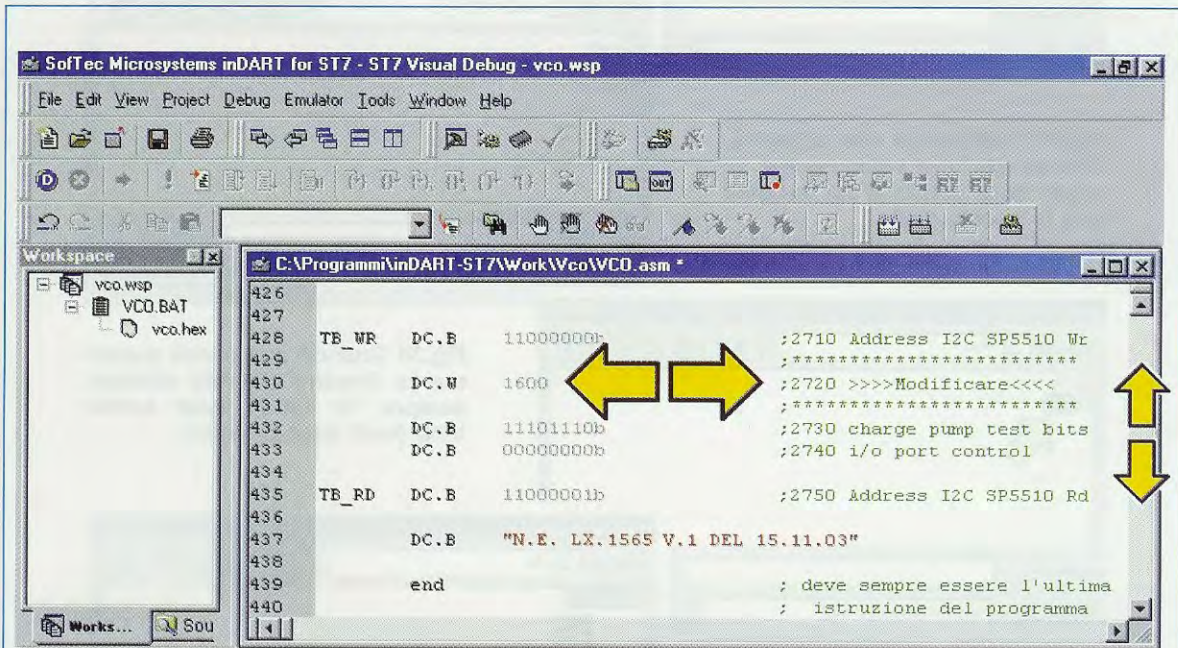 SofTec Microsystems inDART for ST7 - ST7 Visual Debug - vco.wsp
File Edit View Project Debug Emulator Tools Window Help
Workspace
vco.wsp
VCO.BAT
vco.hex
Works...
Sou
C:\Programmi\inDART-ST7\Work\Vco\VCO.asm *
426
427
428 TB_WR DC.B 11000000b ;2710 Address I2C SP5510 Wr
429 ;*************************
430 DC.W 1600 ;2720 >>>>Modificare<<<<
431 ;*************************
432 DC.B 11101110b ;2730 charge pump test bits
433 DC.B 00000000b ;2740 i/o port control
434
435 TB_RD DC.B 11000001b ;2750 Address I2C SP5510 Rd
436
437 DC.B "N.E. LX.1565 V.1 DEL 15.11.03"
438
439 end ; deve sempre essere l'ultima
440 ; istruzione del programma